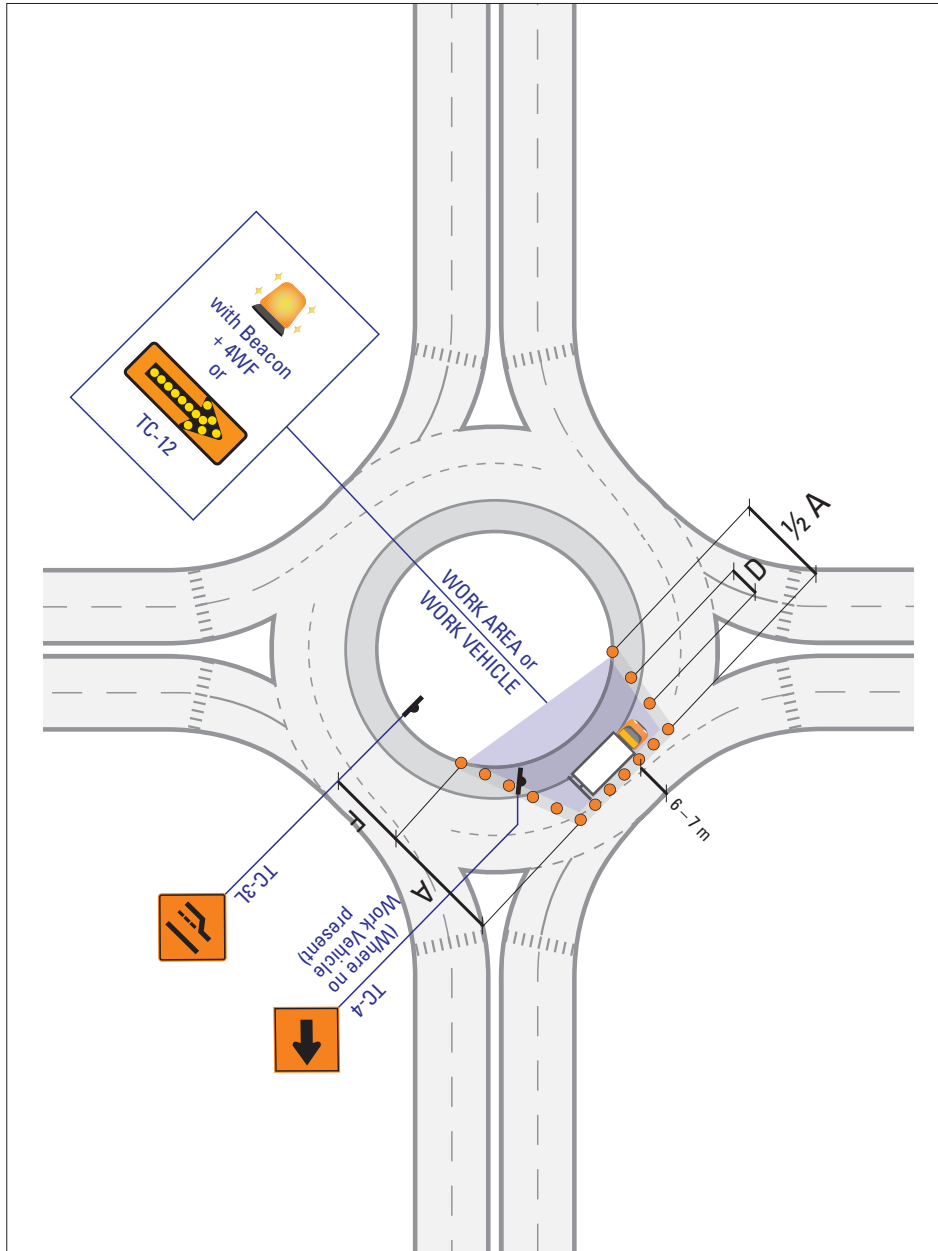 with Beacon
+ 4WF
or
TC-12
WORK AREA or
WORK VEHICLE
½ A
1D
6 – 7 m
F
A
TC-3L
TC-4
(Where no
Work Vehicle
present)